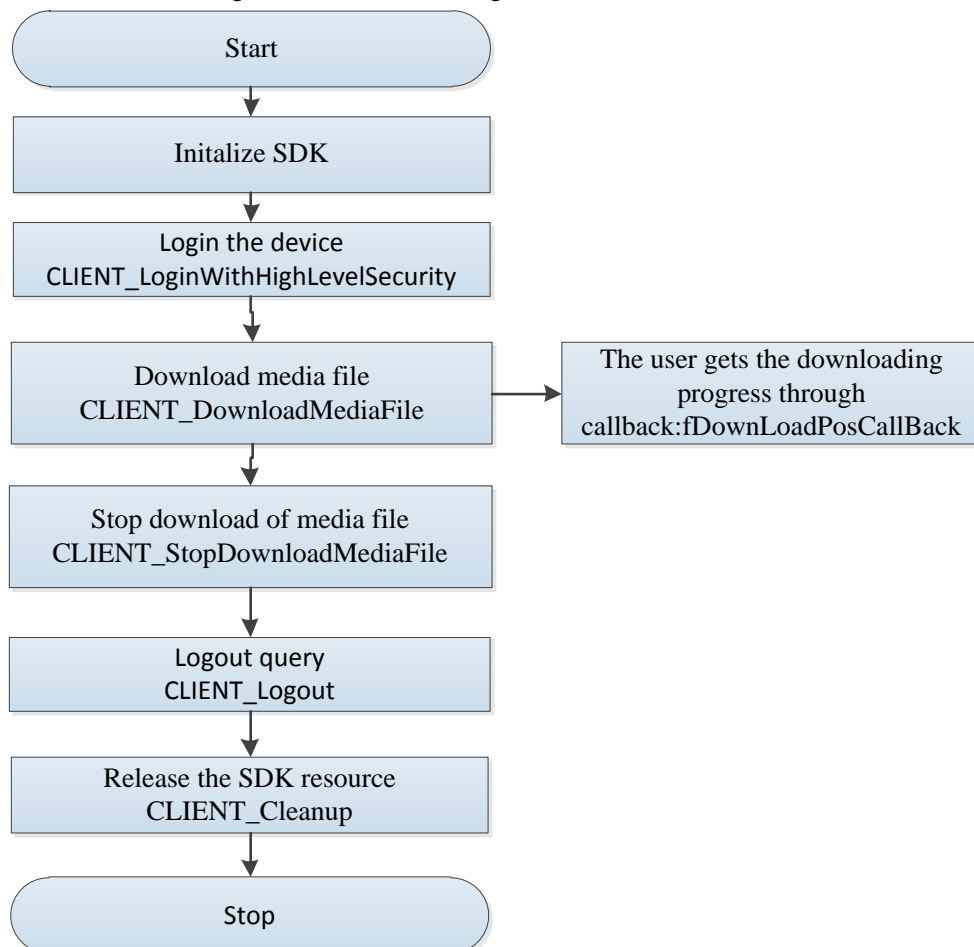 Start
Initalize SDK
Login the device
CLIENT_LoginWithHighLevelSecurity
Download media file
CLIENT_DownloadMediaFile
The user gets the downloading
progress through
callback:fDownLoadPosCallBack
Stop download of media file
CLIENT_StopDownloadMediaFile
Logout query
CLIENT_Logout
Release the SDK resource
CLIENT_Cleanup
Stop